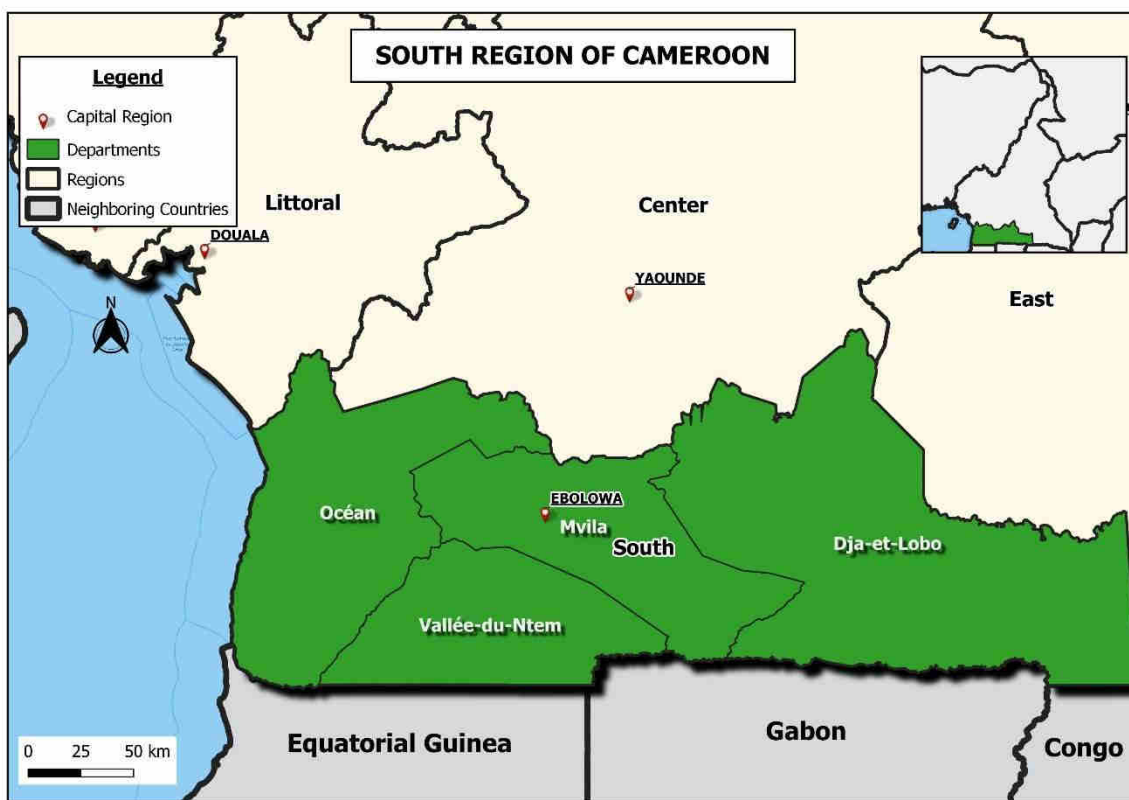 SOUTH REGION OF CAMEROON
Legend
Capital Region
Departments
Regions
Neighboring Countries
Littoral
Center
DOUALA
YAOUNDE
East
N
EBOLOWA
Océan
Mvila
South
Dja-et-Lobo
Vallée-du-Ntem
Equatorial Guinea
Gabon
Congo
0 25 50 km